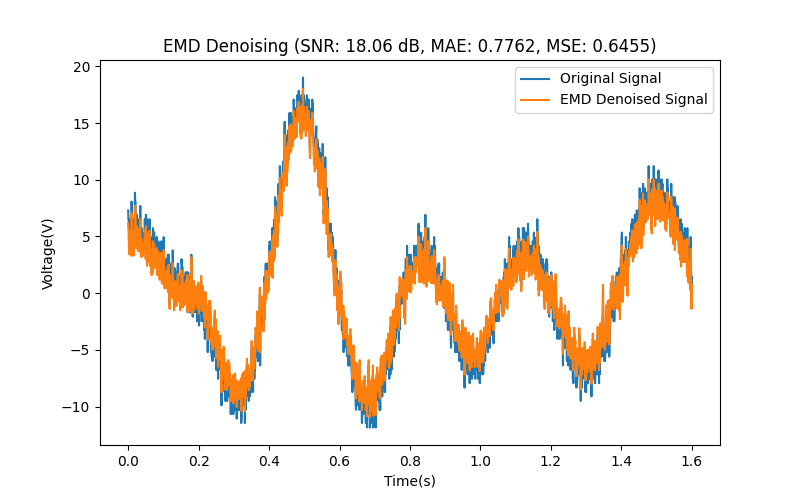 EMD Denoising (SNR: 18.06 dB, MAE: 0.7762, MSE: 0.6455)
Original Signal
EMD Denoised Signal
20
15
10
5
0
−5
−10
Voltage(V)
0.0 0.2 0.4 0.6 0.8 1.0 1.2 1.4 1.6
Time(s)